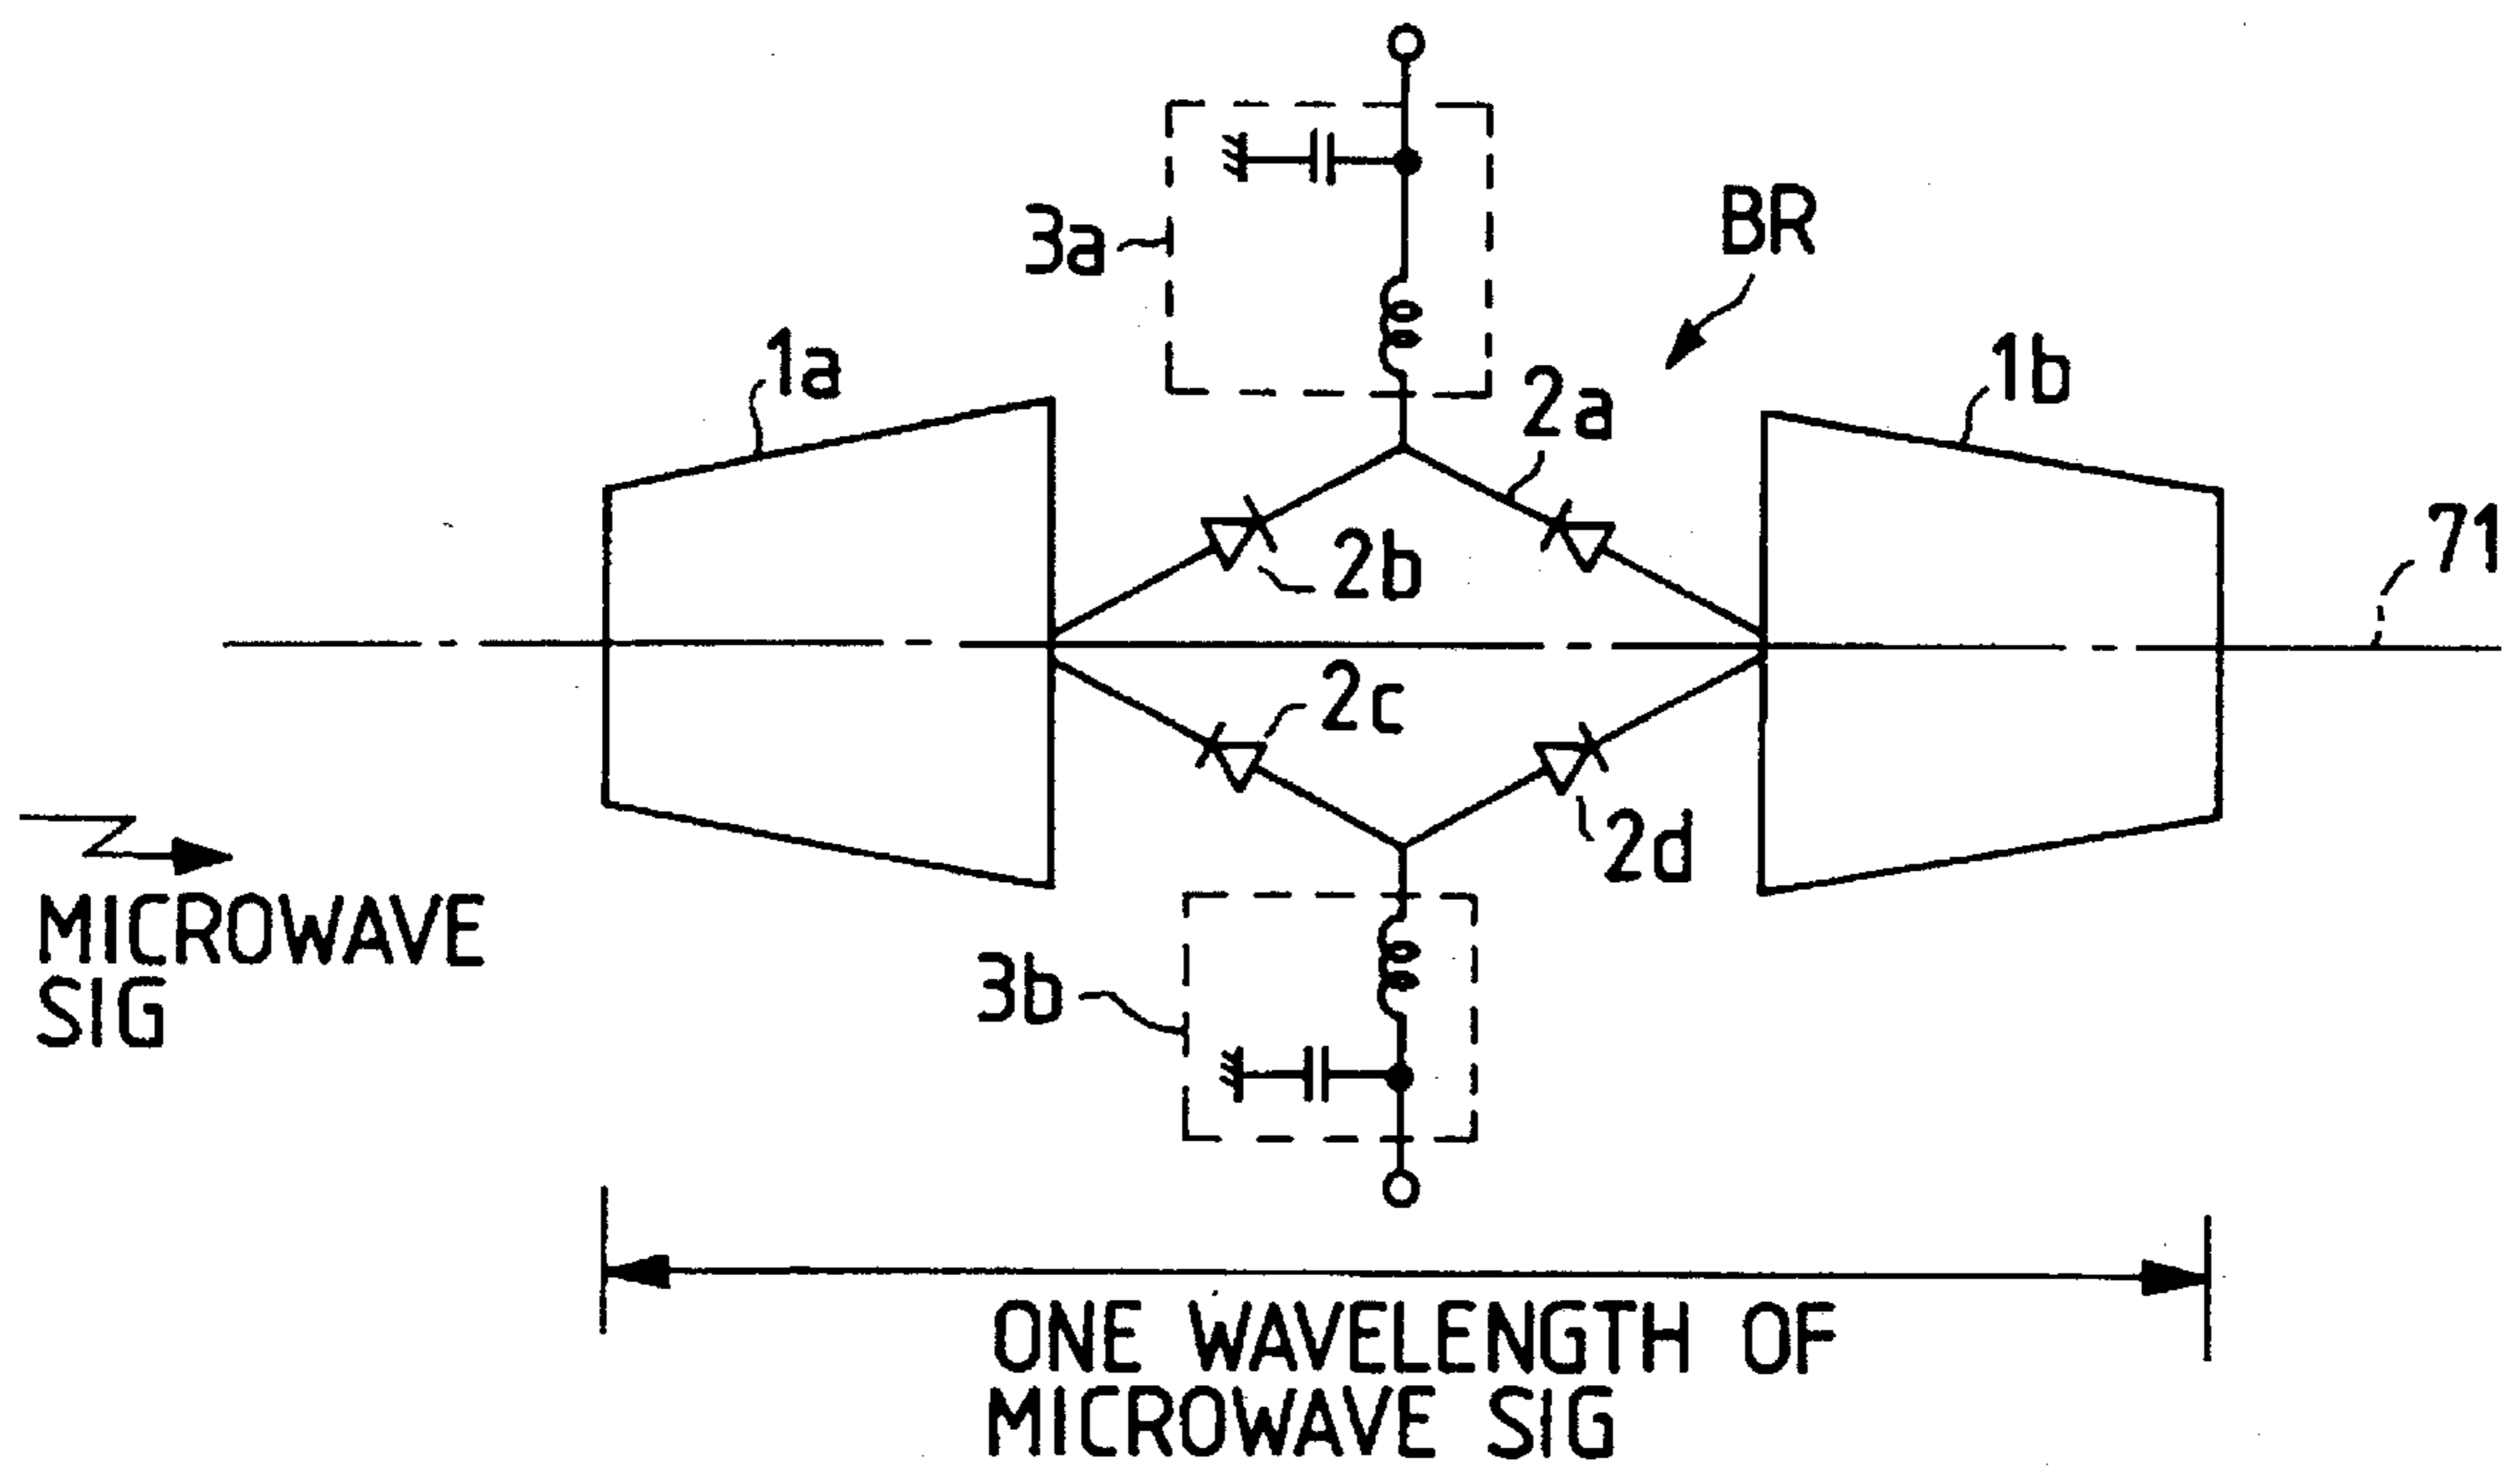 3a
BR
1a
2a
1b
2b
71
2c
2d
MICROWAVE
SIG
3b
ONE WAVELENGTH OF
MICROWAVE SIG